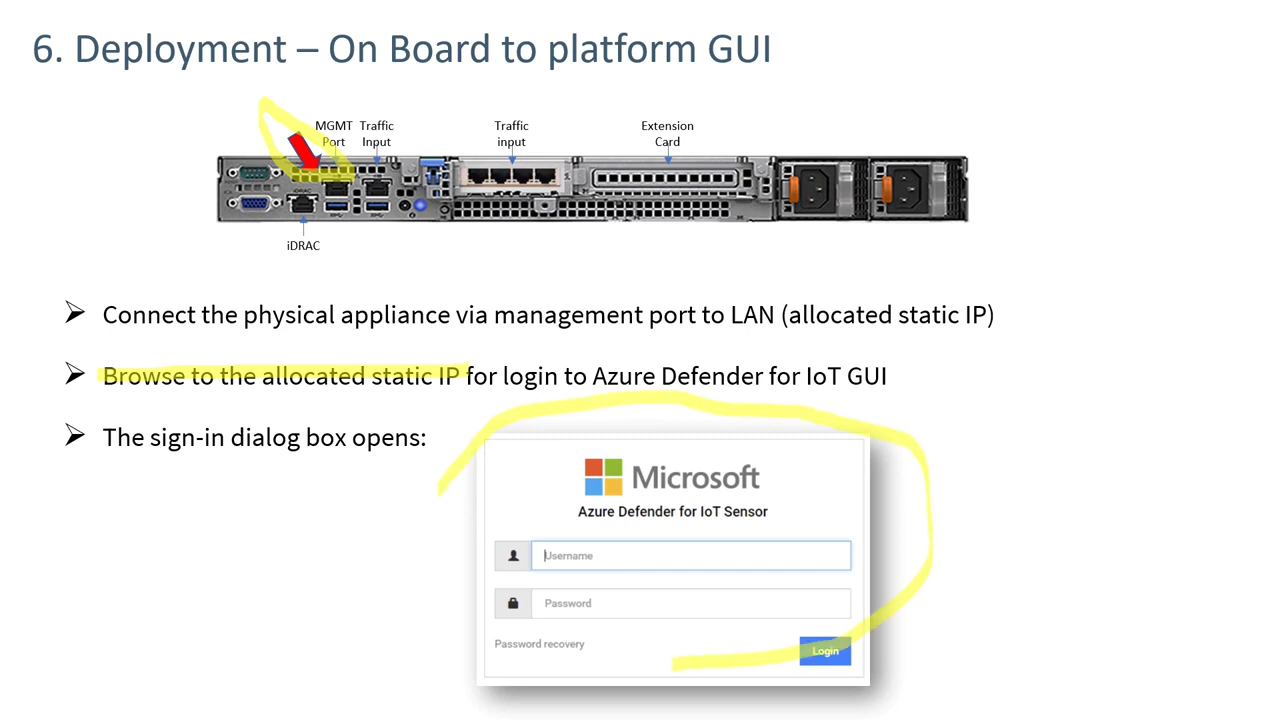 6. Deployment – On Board to platform GUI
MGMT Port
Traffic Input
Traffic input
Extension Card
iDRAC
iDRAC
Connect the physical appliance via management port to LAN (allocated static IP)
Browse to the allocated static IP for login to Azure Defender for IoT GUI
The sign-in dialog box opens:
Microsoft
Azure Defender for IoT Sensor
Username
Password
Password recovery
Login